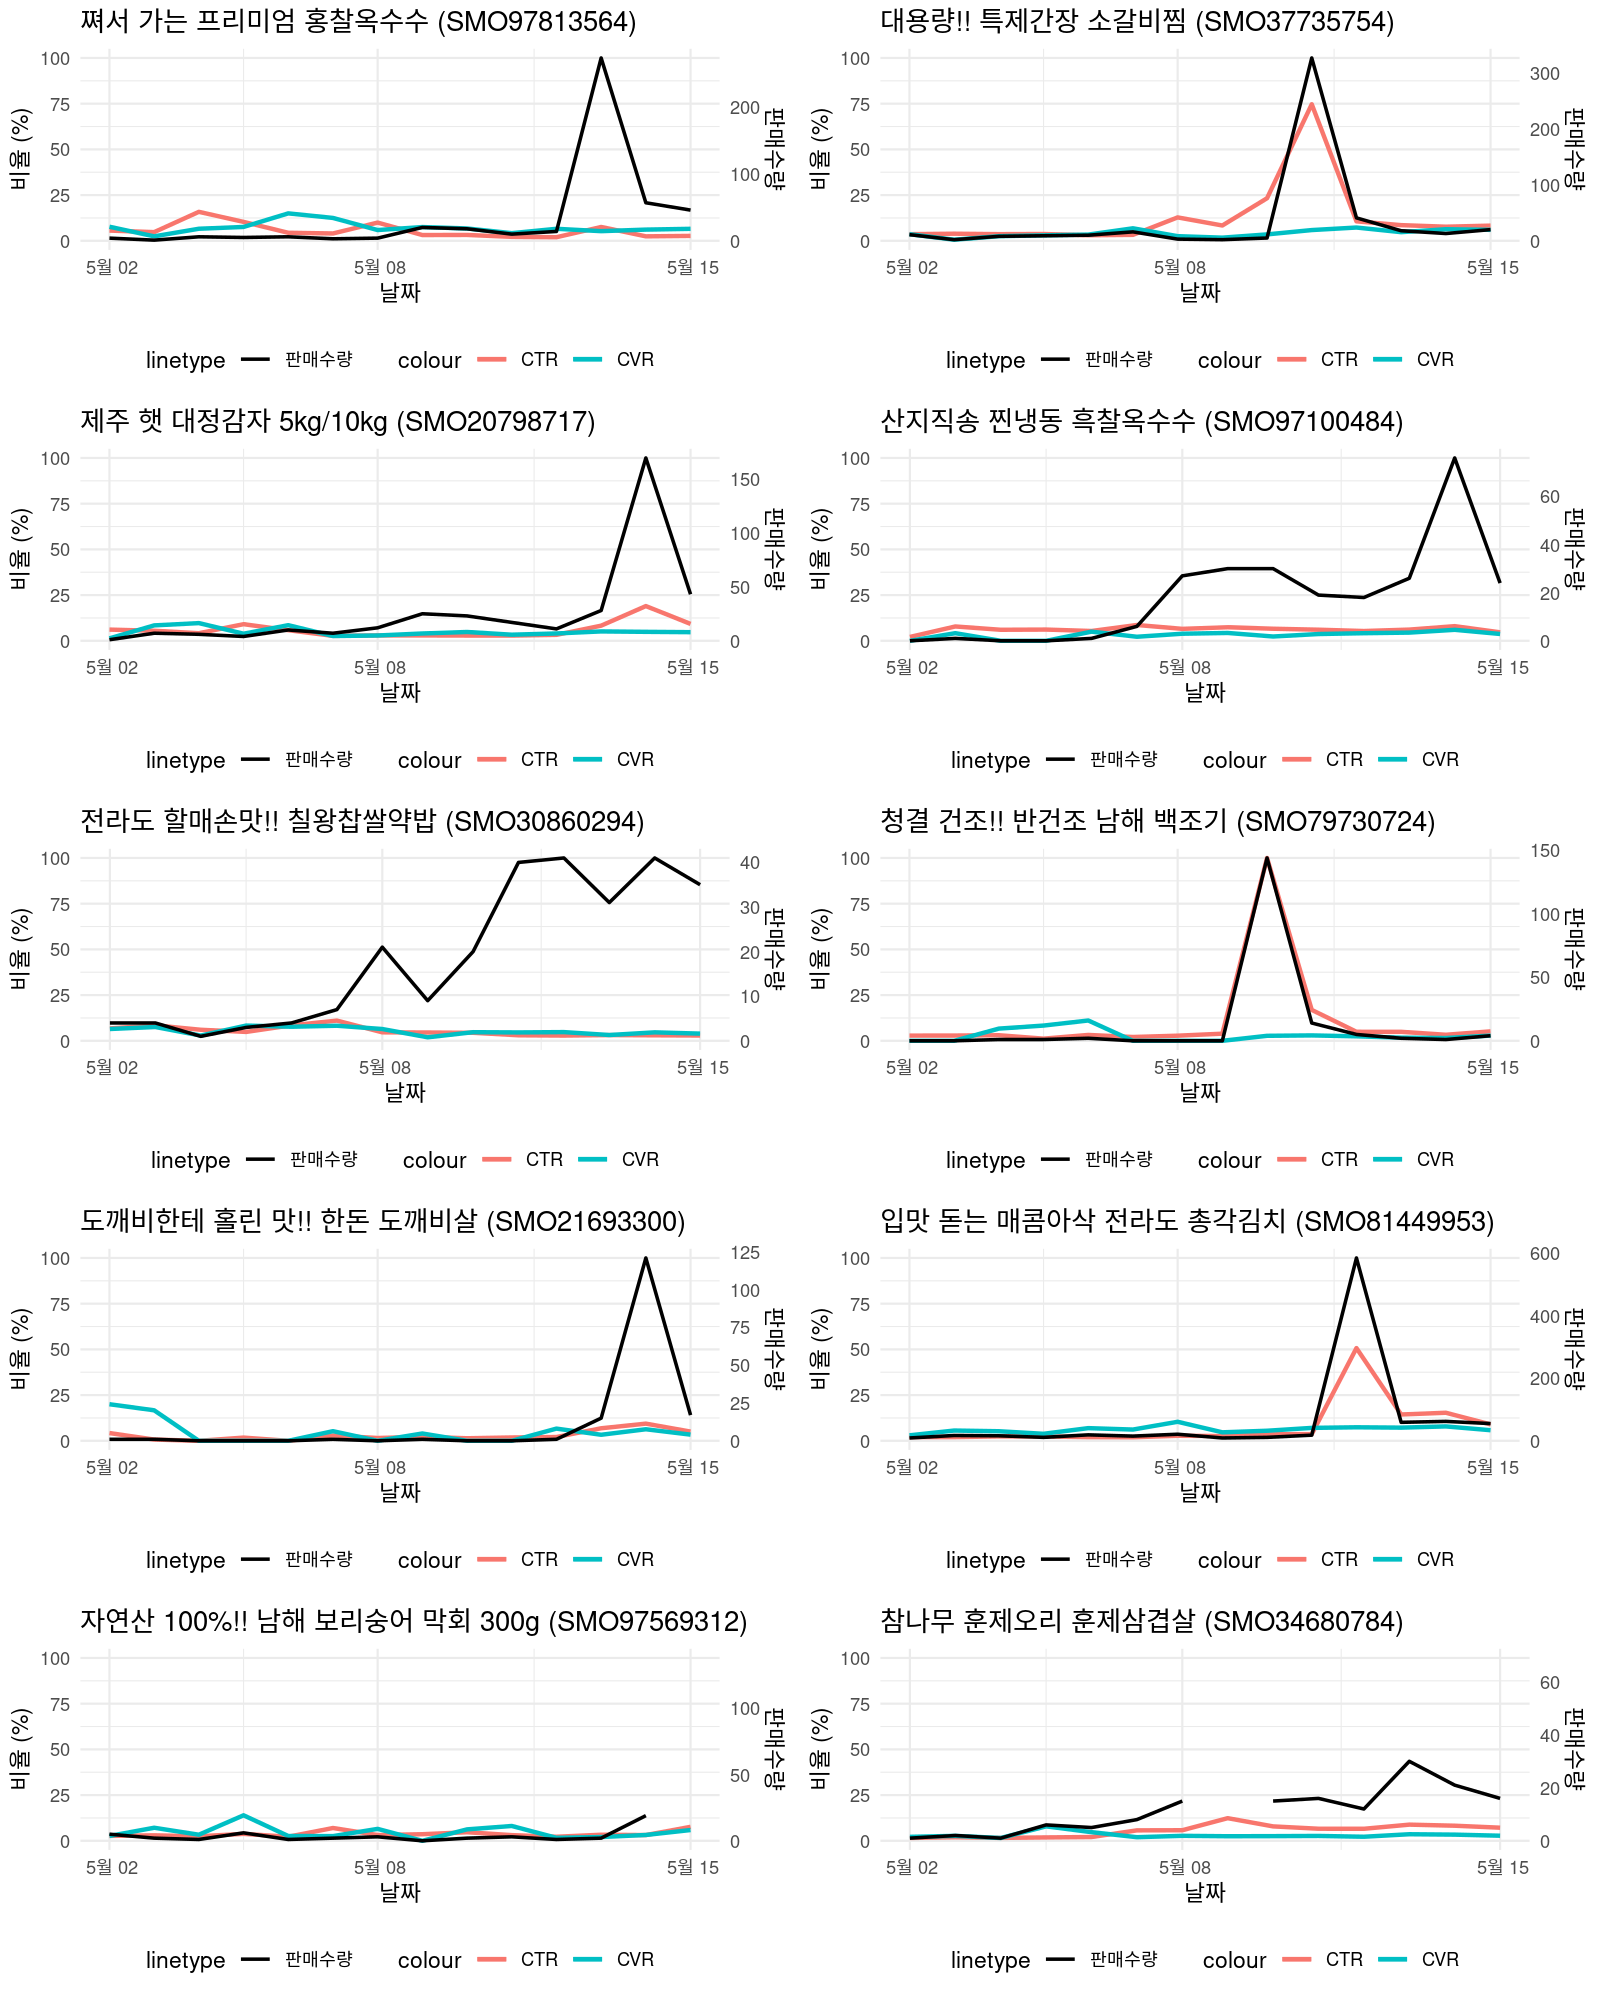 쪄서 가는 프리미엄 홍찰옥수수 (SMO97813564)
100
75
50
25
0
비율 (%)
200
100
0
판매수량
5월 02
5월 08
5월 15
날짜
linetype 판매수량 colour CTR CVR
대용량!! 특제간장 소갈비찜 (SMO37735754)
100
75
50
25
0
비율 (%)
300
200
100
0
판매수량
5월 02
5월 08
5월 15
날짜
linetype 판매수량 colour CTR CVR
제주 햇 대정감자 5kg/10kg (SMO20798717)
100
75
50
25
0
비율 (%)
150
100
50
0
판매수량
5월 02
5월 08
5월 15
날짜
linetype 판매수량 colour CTR CVR
산지직송 찐냉동 흑찰옥수수 (SMO97100484)
100
75
50
25
0
비율 (%)
60
40
20
0
판매수량
5월 02
5월 08
5월 15
날짜
linetype 판매수량 colour CTR CVR
전라도 할매손맛!! 칠왕찹쌀약밥 (SMO30860294)
100
75
50
25
0
비율 (%)
40
30
20
10
0
판매수량
5월 02
5월 08
5월 15
날짜
linetype 판매수량 colour CTR CVR
청결 건조!! 반건조 남해 백조기 (SMO79730724)
100
75
50
25
0
비율 (%)
150
100
50
0
판매수량
5월 02
5월 08
5월 15
날짜
linetype 판매수량 colour CTR CVR
도깨비한테 홀린 맛!! 한돈 도깨비살 (SMO21693300)
100
75
50
25
0
비율 (%)
125
100
75
50
25
0
판매수량
5월 02
5월 08
5월 15
날짜
linetype 판매수량 colour CTR CVR
입맛 돋는 매콤아삭 전라도 총각김치 (SMO81449953)
100
75
50
25
0
비율 (%)
600
400
200
0
판매수량
5월 02
5월 08
5월 15
날짜
linetype 판매수량 colour CTR CVR
자연산 100%!! 남해 보리숭어 막회 300g (SMO97569312)
100
75
50
25
0
비율 (%)
100
50
0
판매수량
5월 02
5월 08
5월 15
날짜
linetype 판매수량 colour CTR CVR
참나무 훈제오리 훈제삼겹살 (SMO34680784)
100
75
50
25
0
비율 (%)
60
40
20
0
판매수량
5월 02
5월 08
5월 15
날짜
linetype 판매수량 colour CTR CVR